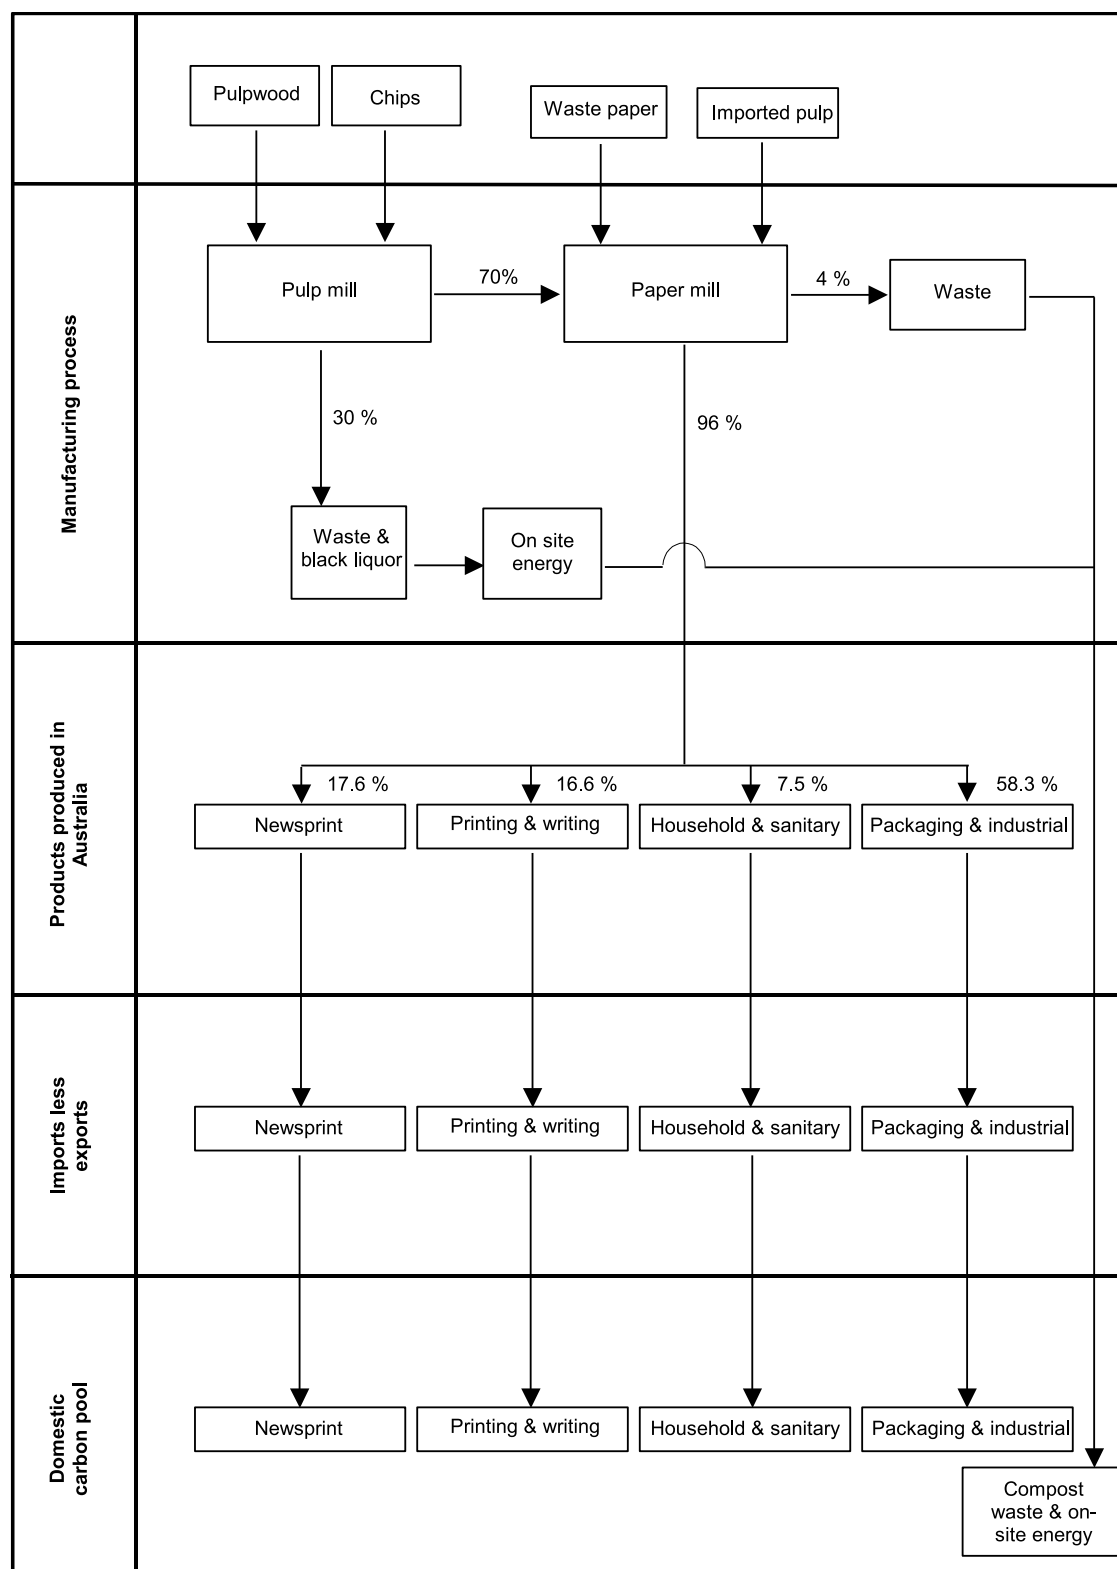 Pulpwood
Chips
Waste paper
Imported pulp
Manufacturing process
Pulp mill
70%
Paper mill
4 %
Waste
30 %
96 %
Waste &
black liquor
On site
energy
Products produced in
Australia
17.6 %
16.6 %
7.5 %
58.3 %
Newsprint
Printing & writing
Household & sanitary
Packaging & industrial
Imports less
exports
Newsprint
Printing & writing
Household & sanitary
Packaging & industrial
Domestic
carbon pool
Newsprint
Printing & writing
Household & sanitary
Packaging & industrial
Compost
waste & on-
site energy